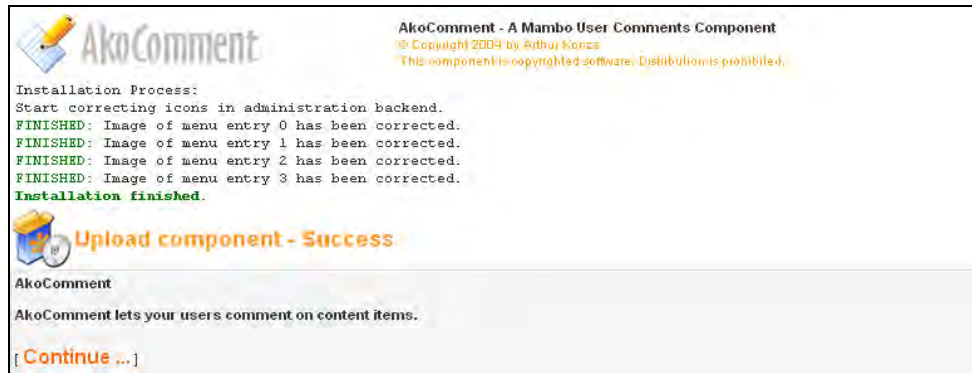 AkoComment
AkoComment - A Mambo User Comments Component
© Copyright 2004 by Arthur Konze
This component is copyrighted software. Distribution is prohibited.
Installation Process:
Start correcting icons in administration backend.
FINISHED: Image of menu entry 0 has been corrected.
FINISHED: Image of menu entry 1 has been corrected.
FINISHED: Image of menu entry 2 has been corrected.
FINISHED: Image of menu entry 3 has been corrected.
Installation finished.
Upload component - Success
AkoComment
AkoComment lets your users comment on content items.
[ Continue ... ]